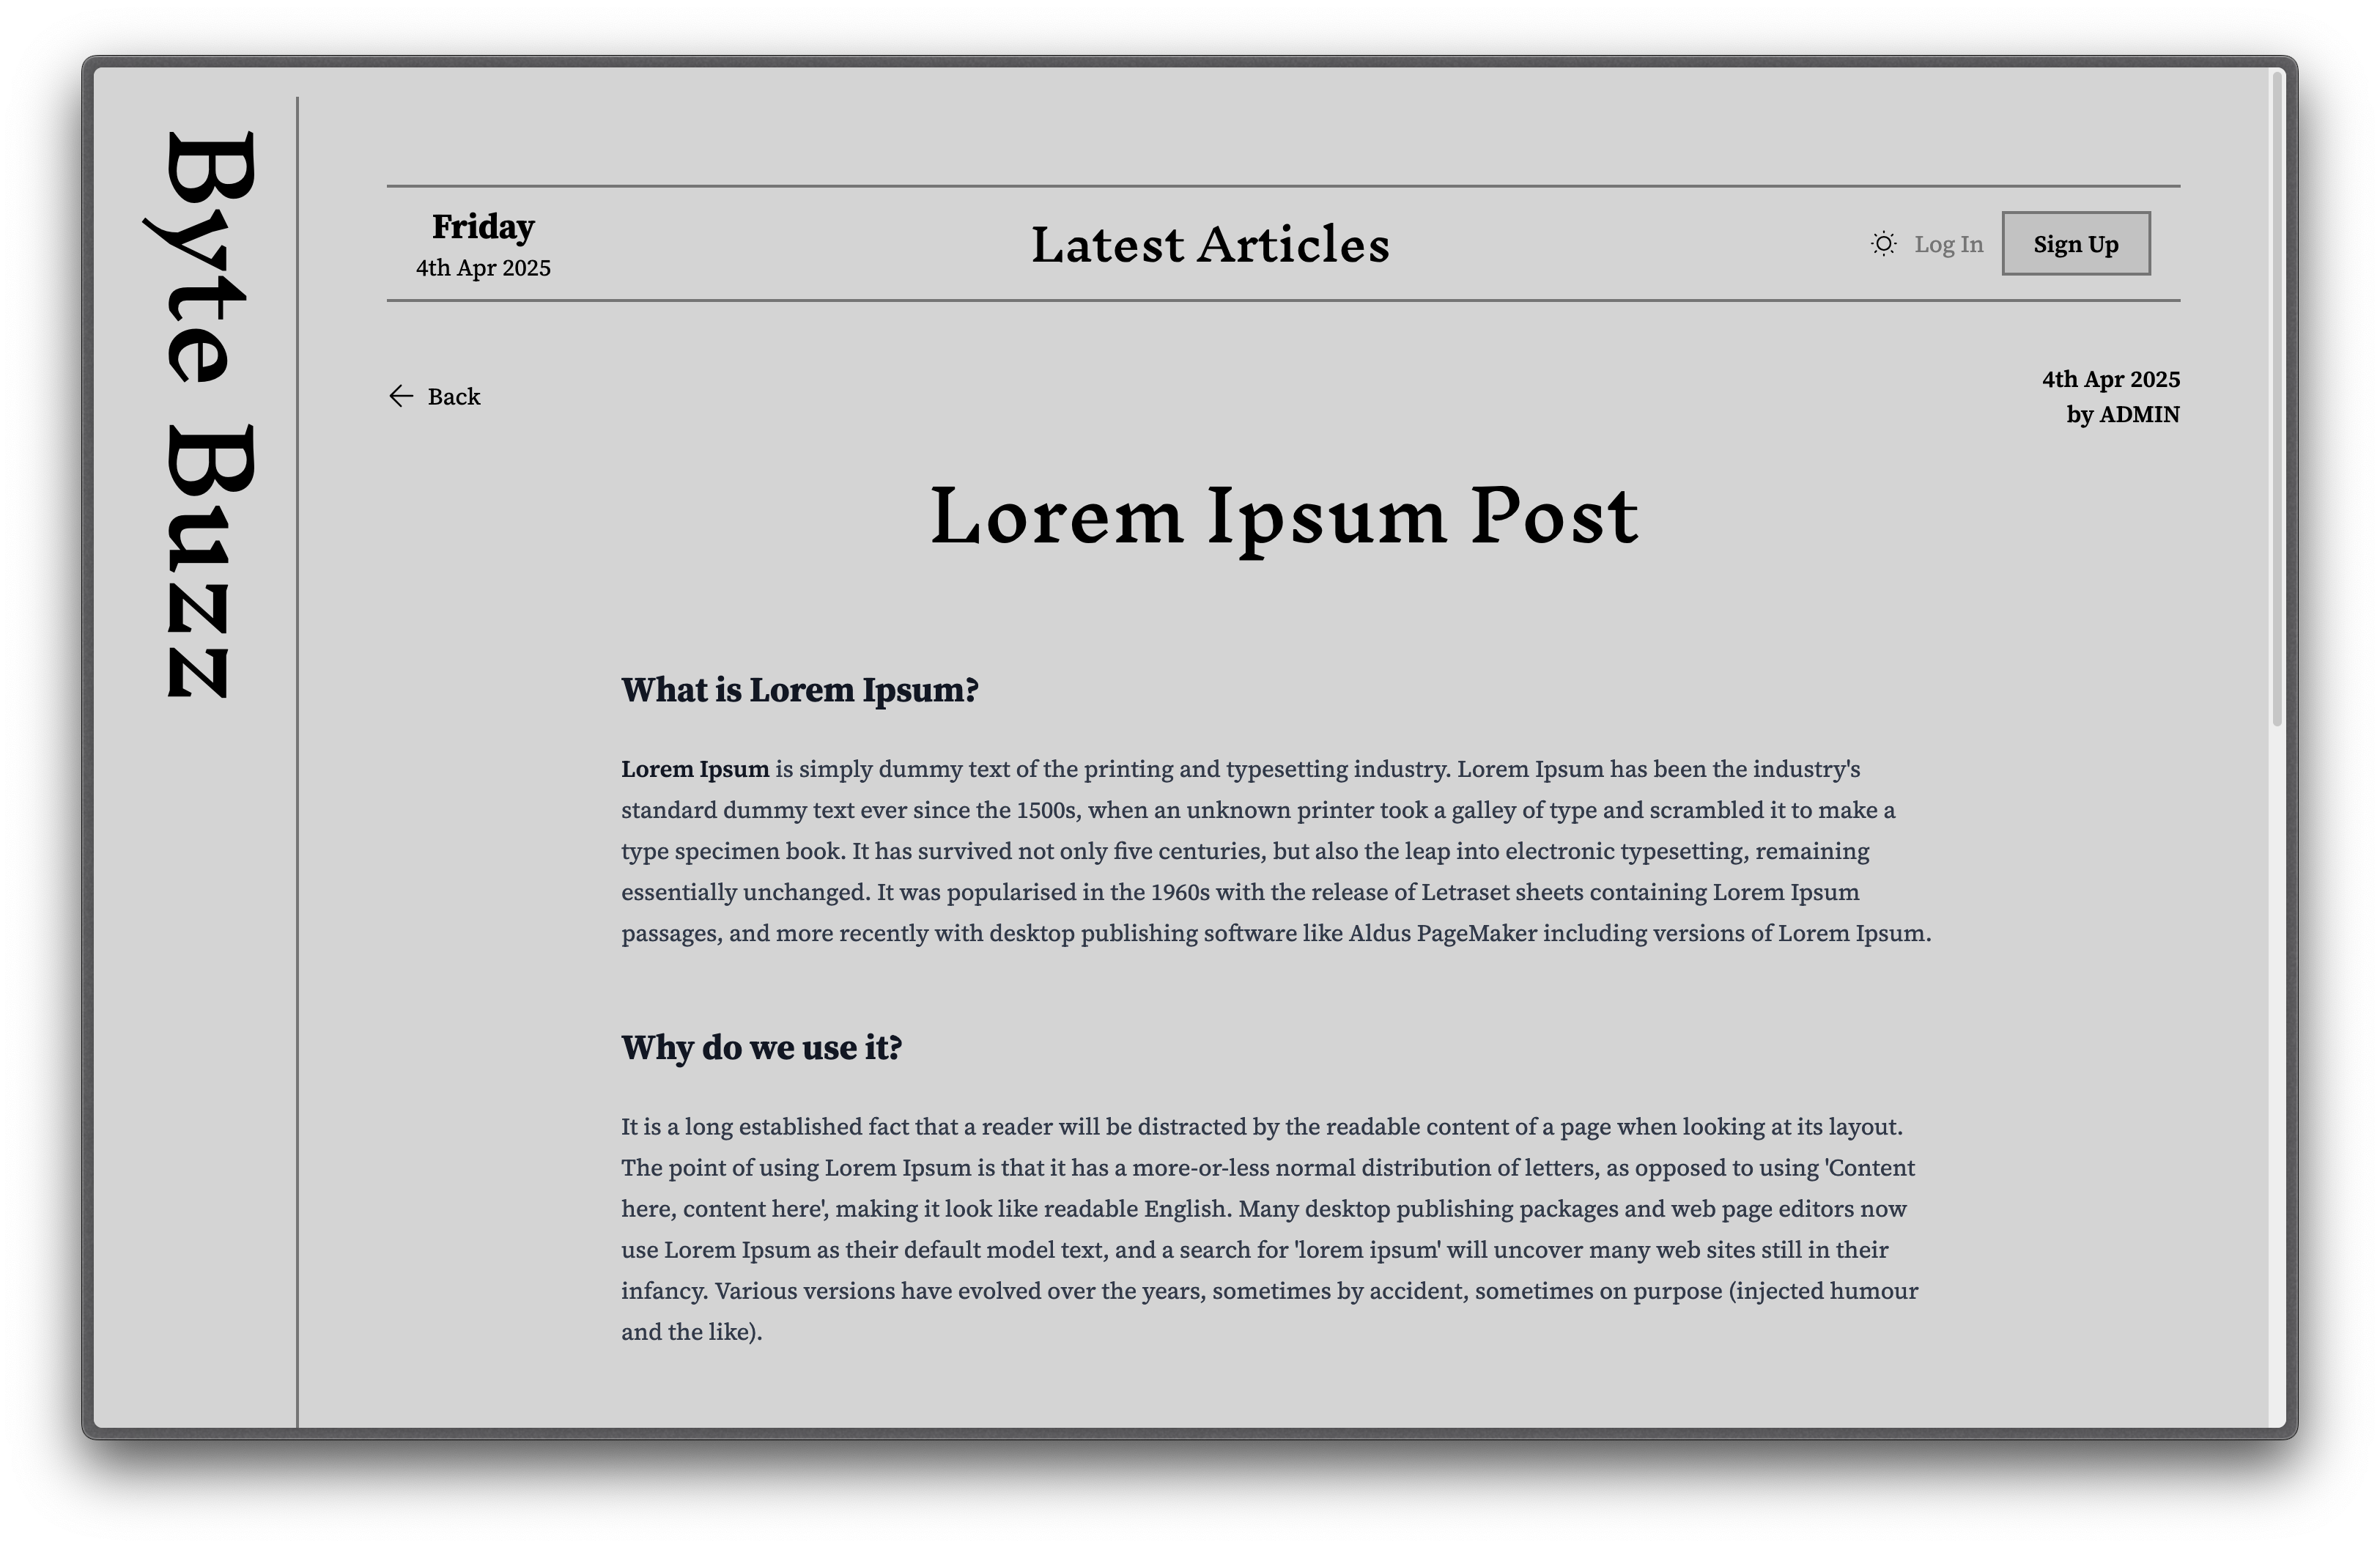 Byte Buzz
Friday
4th Apr 2025
Latest Articles
Log In
Sign Up
Back
4th Apr 2025
by ADMIN
Lorem Ipsum Post
What is Lorem Ipsum?
Lorem Ipsum is simply dummy text of the printing and typesetting industry. Lorem Ipsum has been the industry's
standard dummy text ever since the 1500s, when an unknown printer took a galley of type and scrambled it to make a
type specimen book. It has survived not only five centuries, but also the leap into electronic typesetting, remaining
essentially unchanged. It was popularised in the 1960s with the release of Letraset sheets containing Lorem Ipsum
passages, and more recently with desktop publishing software like Aldus PageMaker including versions of Lorem Ipsum.
Why do we use it?
It is a long established fact that a reader will be distracted by the readable content of a page when looking at its layout.
The point of using Lorem Ipsum is that it has a more-or-less normal distribution of letters, as opposed to using 'Content
here, content here', making it look like readable English. Many desktop publishing packages and web page editors now
use Lorem Ipsum as their default model text, and a search for 'lorem ipsum' will uncover many web sites still in their
infancy. Various versions have evolved over the years, sometimes by accident, sometimes on purpose (injected humour
and the like).